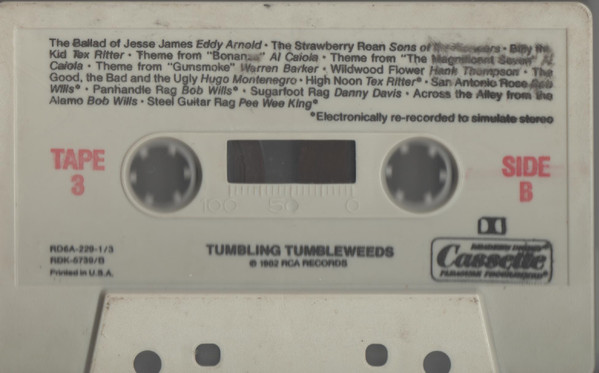 The Ballad of Jesse James Eddy Arnold • The Strawberry Roan Sons of the Pioneers • Billy the
Kid Tex Ritter • Theme from "Bonanza" Al Caiola • Theme from "The Magnificent Seven" Al
Caiola • Theme from "Gunsmoke" Warren Barker • Wildwood Flower Hank Thompson • The
Good, the Bad and the Ugly Hugo Montenegro • High Noon Tex Ritter* • San Antonio Rose Bob
Wills* • Panhandle Rag Bob Wills* • Sugarfoot Rag Danny Davis • Across the Alley from the
Alamo Bob Wills • Steel Guitar Rag Pee Wee King*
*Electronically re-recorded to simulate stereo
TAPE
3
SIDE
B
100 50 0
RD6A-229-1/3
RDK-5739/B
Printed in U.S.A.
TUMBLING TUMBLEWEEDS
© 1982 RCA RECORDS
Cassette